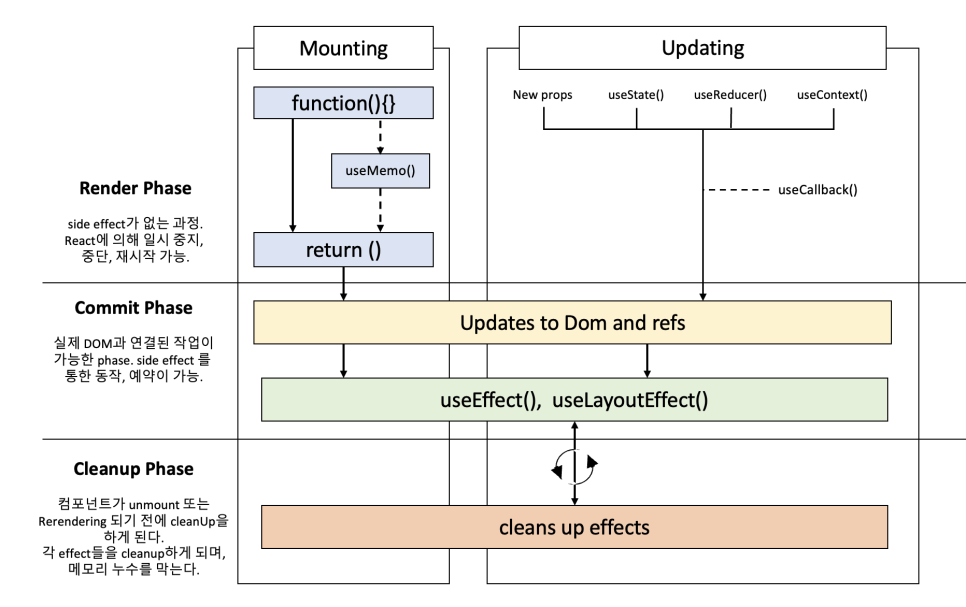 Mounting
Updating
function(){}
New props
useState()
useReducer()
useContext()
useMemo()
useCallback()
Render Phase
side effect가 없는 과정.
React에 의해 일시 중지,
중단, 재시작 가능.
return ()
Commit Phase
실제 DOM과 연결된 작업이
가능한 phase. side effect 를
통한 동작, 예약이 가능.
Updates to Dom and refs
useEffect(), useLayoutEffect()
Cleanup Phase
컴포넌트가 unmount 또는
Rerendering 되기 전에 cleanUp을
하게 된다.
각 effect들을 cleanup하게 되며,
메모리 누수를 막는다.
cleans up effects